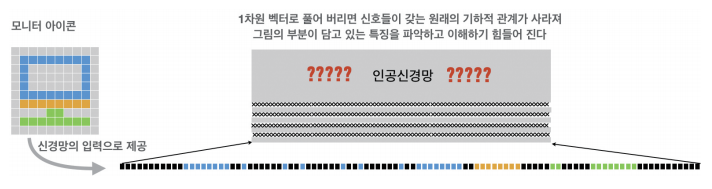 모니터 아이콘
1차원 벡터로 풀어 버리면 신호들이 갖는 원래의 기하적 관계가 사라져
그림의 부분이 담고 있는 특징을 파악하고 이해하기 힘들어 진다
????? 인공신경망 ?????
신경망의 입력으로 제공